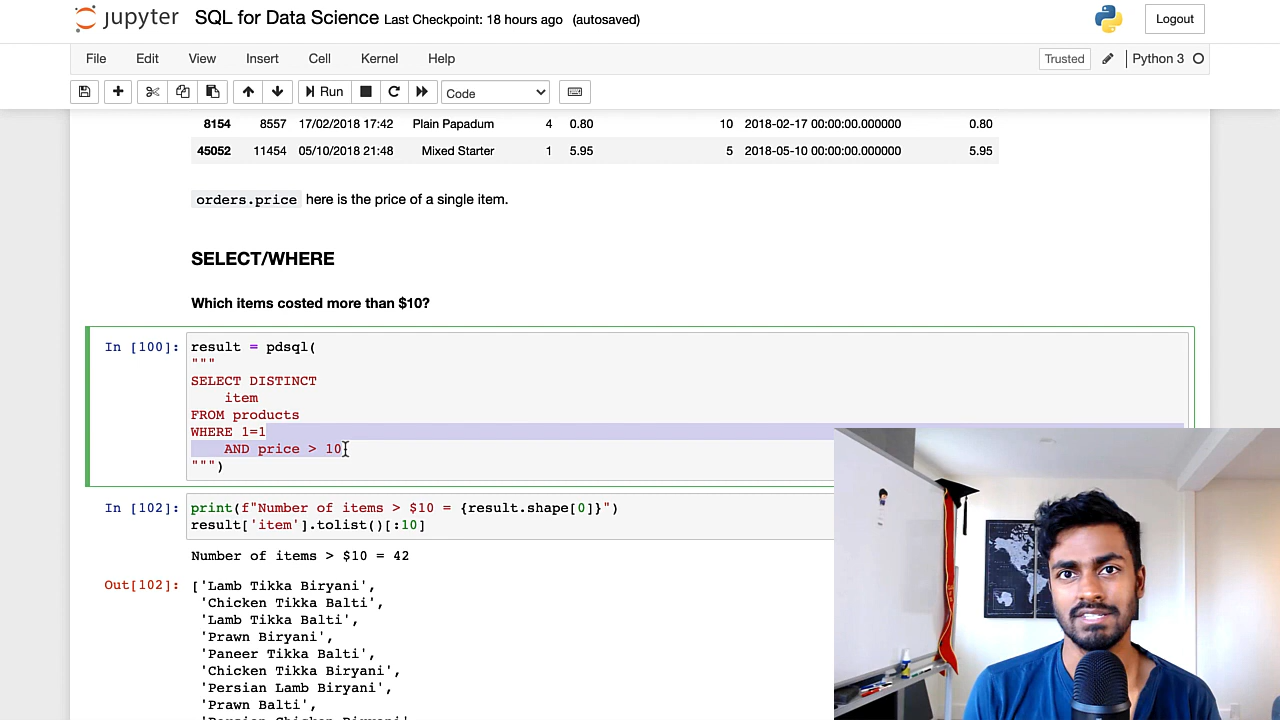 jupyter SQL for Data Science Last Checkpoint: 18 hours ago (autosaved) Logout
File Edit View Insert Cell Kernel Help Trusted Python 3
Run Code
8154 8557 17/02/2018 17:42 Plain Papadum 4 0.80 10 2018-02-17 00:00:00.000000 0.80
45052 11454 05/10/2018 21:48 Mixed Starter 1 5.95 5 2018-05-10 00:00:00.000000 5.95
orders.price here is the price of a single item.
SELECT/WHERE
Which items costed more than $10?
In [100]: result = pdsql(
"""
SELECT DISTINCT
item
FROM products
WHERE 1=1
AND price > 10
""")
In [102]: print(f"Number of items > $10 = {result.shape[0]}")
result['item'].tolist()[:10]
Number of items > $10 = 42
Out[102]: ['Lamb Tikka Biryani',
'Chicken Tikka Balti',
'Lamb Tikka Balti',
'Prawn Biryani',
'Paneer Tikka Balti',
'Chicken Tikka Biryani',
'Persian Lamb Biryani',
'Prawn Balti',